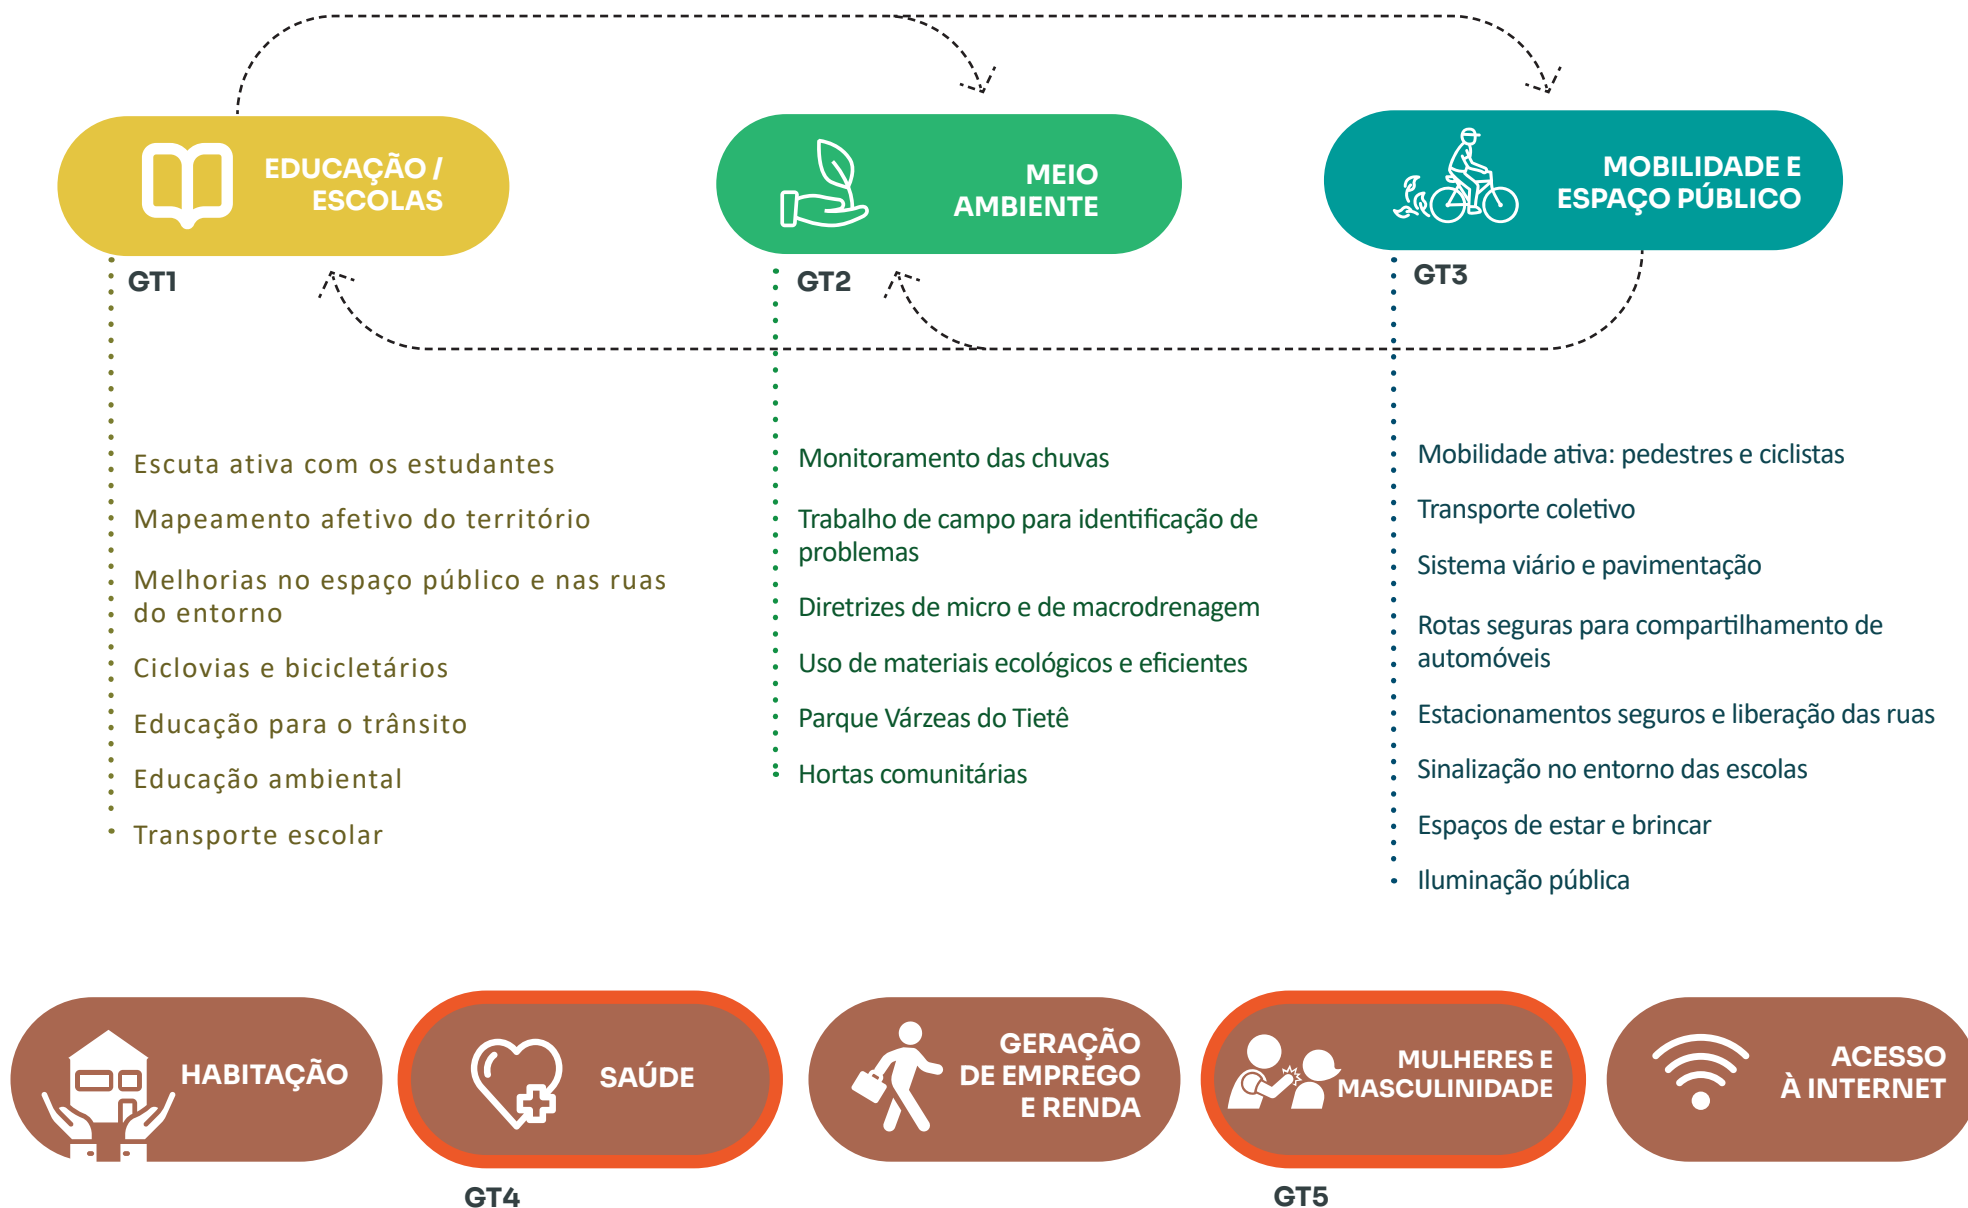 EDUCAÇÃO /
ESCOLAS
GT1
Escuta ativa com os estudantes
Mapeamento afetivo do território
Melhorias no espaço público e nas ruas
do entorno
Ciclovias e bicicletários
Educação para o trânsito
Educação ambiental
Transporte escolar
MEIO
AMBIENTE
GT2
Monitoramento das chuvas
Trabalho de campo para identificação de
problemas
Diretrizes de micro e de macrodrenagem
Uso de materiais ecológicos e eficientes
Parque Várzeas do Tietê
Hortas comunitárias
MOBILIDADE E
ESPAÇO PÚBLICO
GT3
Mobilidade ativa: pedestres e ciclistas
Transporte coletivo
Sistema viário e pavimentação
Rotas seguras para compartilhamento de
automóveis
Estacionamentos seguros e liberação das ruas
Sinalização no entorno das escolas
Espaços de estar e brincar
Iluminação pública
HABITAÇÃO
SAÚDE
GT4
GERAÇÃO
DE EMPREGO
E RENDA
MULHERES E
MASCULINIDADE
GT5
ACESSO
À INTERNET